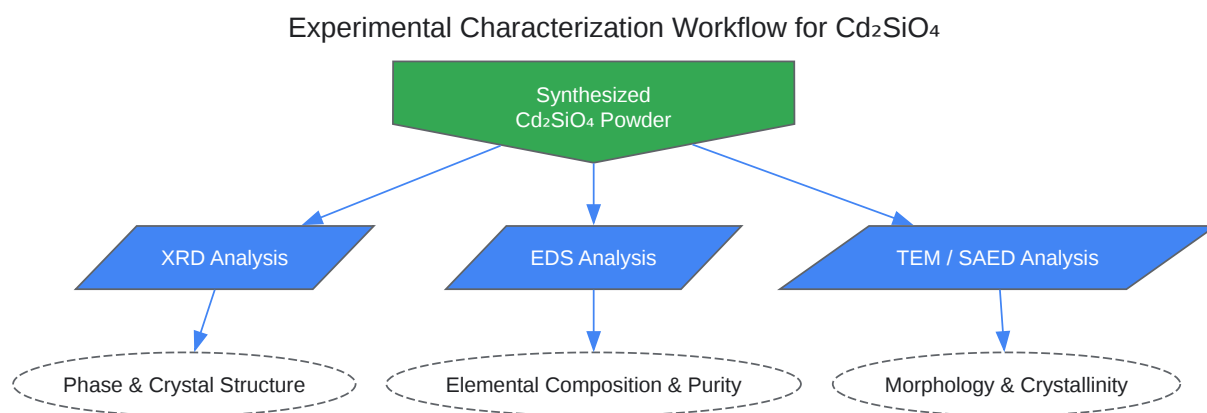 Experimental Characterization Workflow for Cd₂SiO₄
Synthesized
Cd₂SiO₄ Powder
XRD Analysis
EDS Analysis
TEM / SAED Analysis
Phase & Crystal Structure
Elemental Composition & Purity
Morphology & Crystallinity